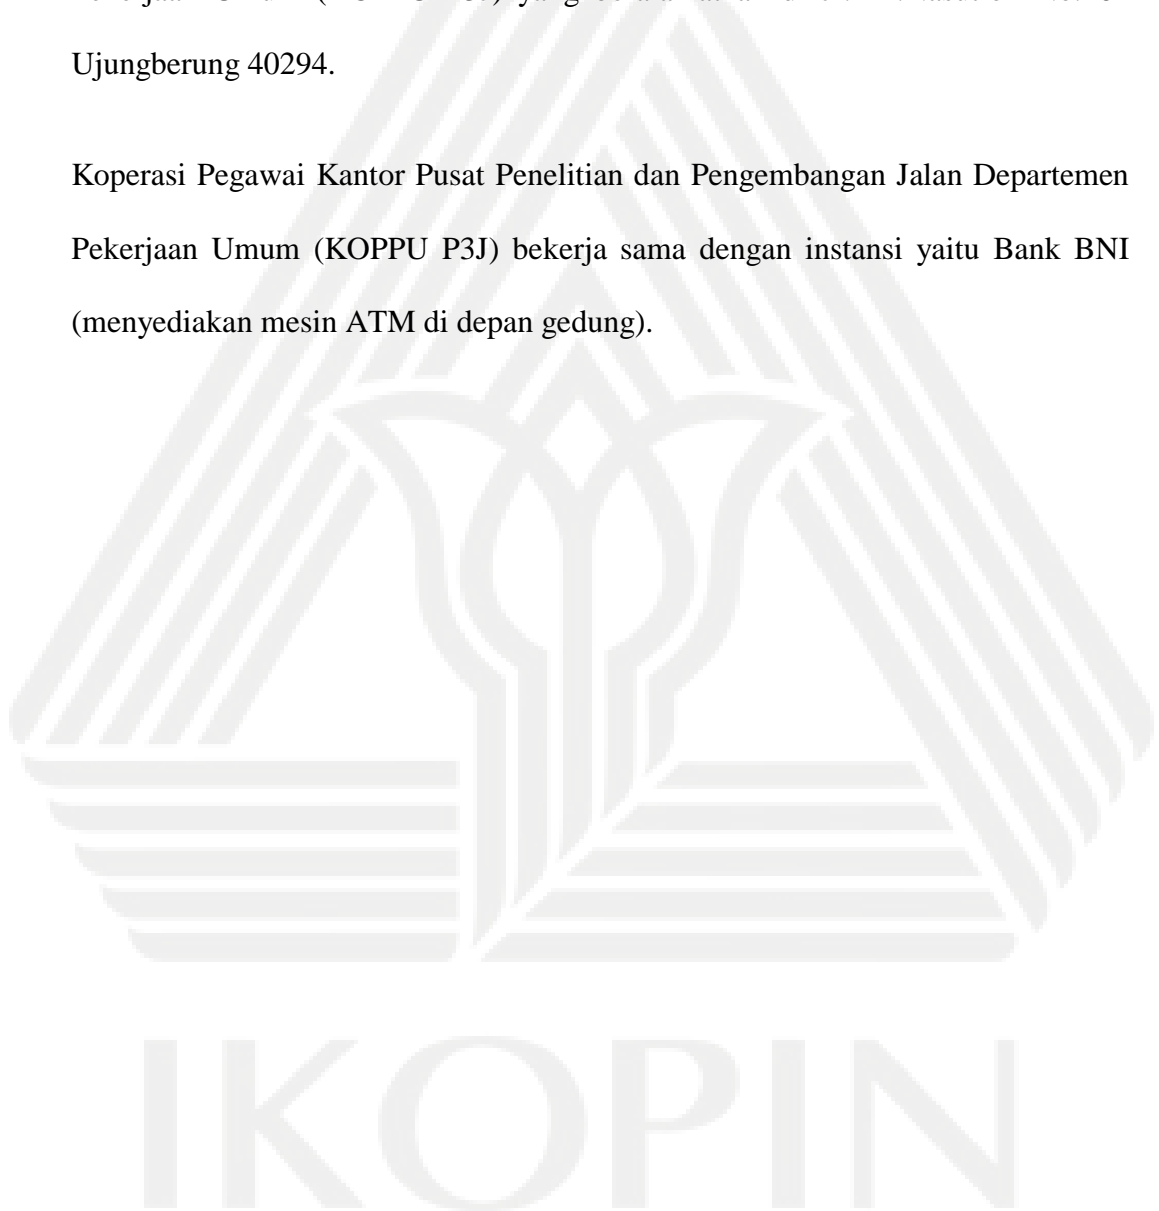 Ujungberung 40294.
Koperasi Pegawai Kantor Pusat Penelitian dan Pengembangan Jalan Departemen
Pekerjaan Umum (KOPPU P3J) bekerja sama dengan instansi yaitu Bank BNI
(menyediakan mesin ATM di depan gedung).
IKOPIN